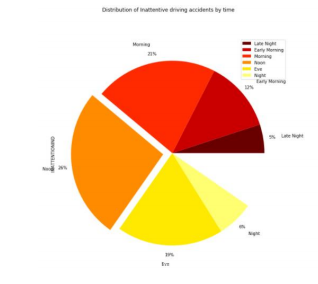 Distribution of Inattentive driving accidents by time
Late Night
Early Morning
Morning
Noon
Eve
Night
Morning
21%
12%
Early Morning
5%
Late Night
Noon
26%
19%
Eve
6%
Night